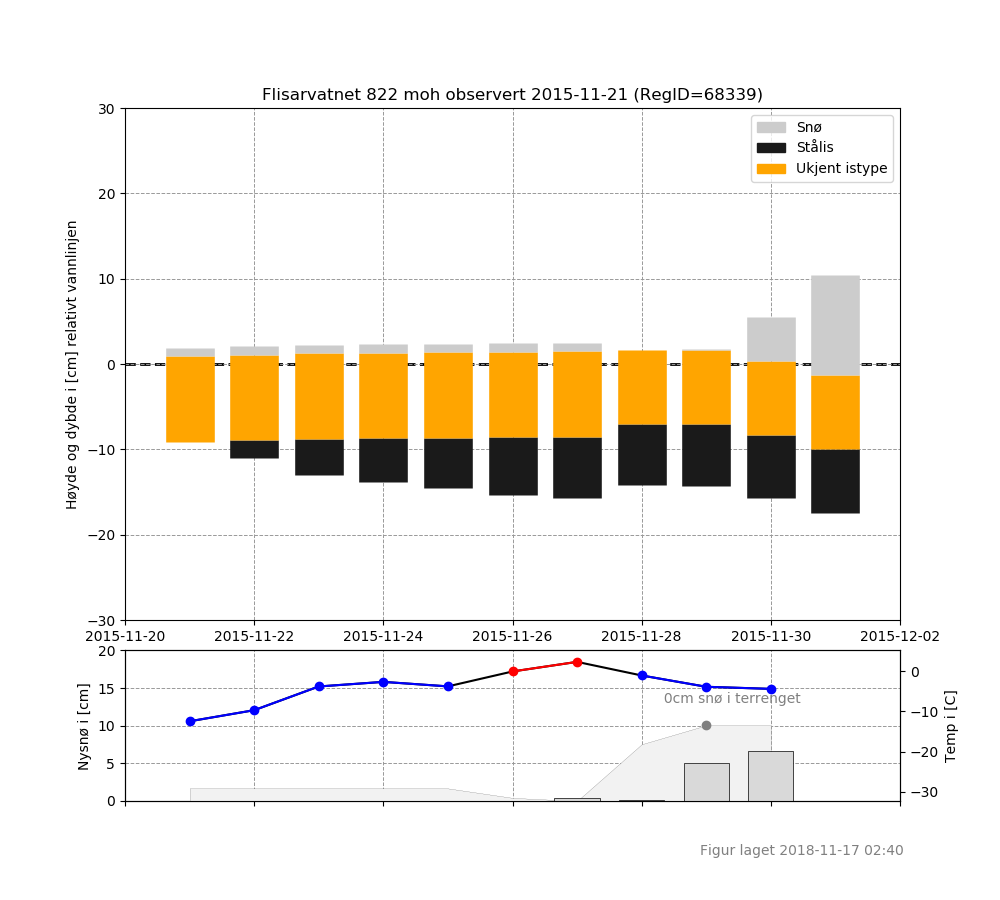 Flisarvatnet 822 moh observert 2015-11-21 (RegID=68339)
Snø
Stålis
Ukjent istype
Høyde og dybde i [cm] relativt vannlinjen
30
20
10
0
−10
−20
−30
2015-11-20 2015-11-22 2015-11-24 2015-11-26 2015-11-28 2015-11-30 2015-12-02
Nysnø i [cm]
20
15
10
5
0
0cm snø i terrenget
0
−10
−20
−30
Temp i [C]
Figur laget 2018-11-17 02:40